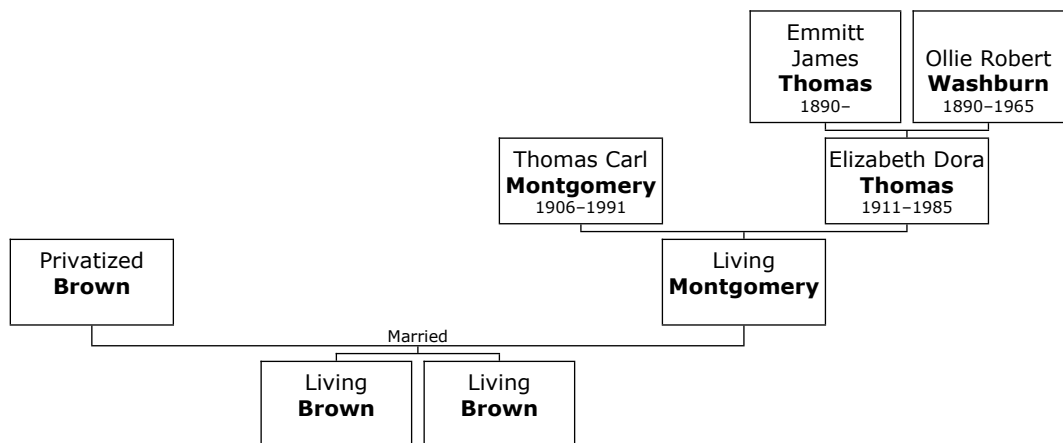 Emmitt
James
Thomas
1890–
Ollie Robert
Washburn
1890–1965
Thomas Carl
Montgomery
1906–1991
Elizabeth Dora
Thomas
1911–1985
Privatized
Brown
Living
Montgomery
Married
Living
Brown
Living
Brown